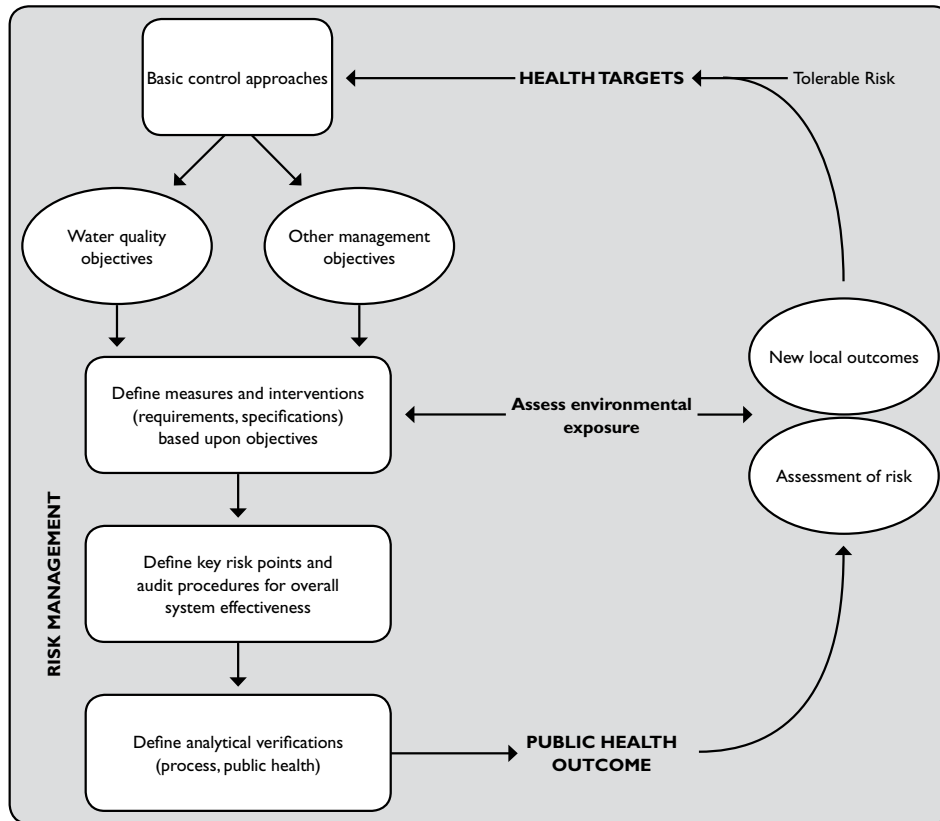 Basic control approaches
HEALTH TARGETS
Tolerable Risk
Water quality
objectives
Other management
objectives
New local outcomes
Define measures and interventions
(requirements, specifications)
based upon objectives
Assess environmental
exposure
Assessment of risk
RISK MANAGEMENT
Define key risk points and
audit procedures for overall
system effectiveness
Define analytical verifications
(process, public health)
PUBLIC HEALTH
OUTCOME